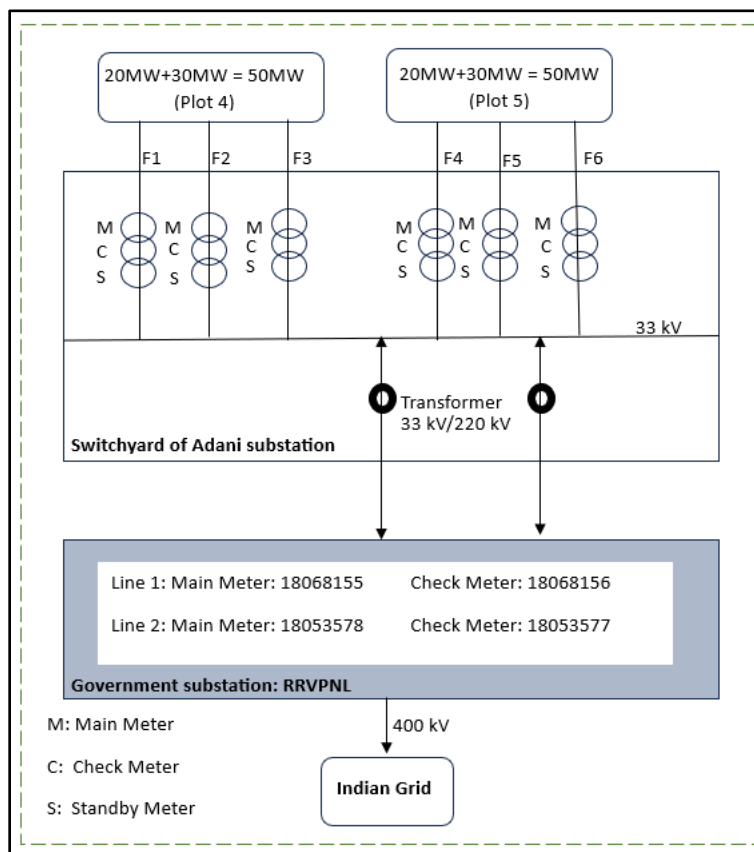 20MW+30MW = 50MW
(Plot 4)
20MW+30MW = 50MW
(Plot 5)
F1
F2
F3
F4
F5
F6
M
C
S
M
C
S
M
C
S
M
C
S
M
C
S
M
C
S
33 kV
Transformer
33 kV/220 kV
Switchyard of Adani substation
Line 1: Main Meter: 18068155 Check Meter: 18068156
Line 2: Main Meter: 18053578 Check Meter: 18053577
Government substation: RRVPNL
M: Main Meter
400 kV
C: Check Meter
Indian Grid
S: Standby Meter